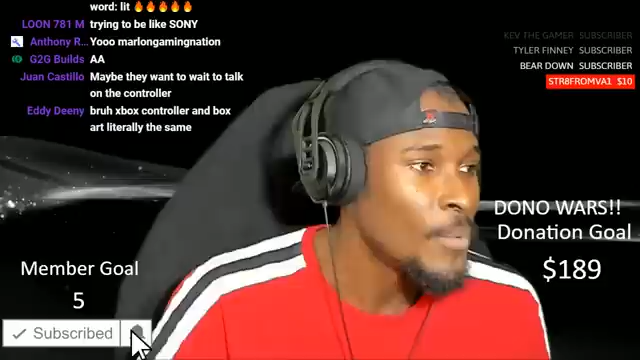 word: lit 🔥🔥🔥🔥🔥
LOON 781 M trying to be like SONY
Anthony R... Yooo marlongamingnation
G2G Builds AA
Juan Castillo Maybe they want to wait to talk
on the controller
Eddy Deeny bruh xbox controller and box
art literally the same
KEV THE GAMER SUBSCRIBER
TYLER FINNEY SUBSCRIBER
BEAR DOWN SUBSCRIBER
STR8FROMVA1 $10
DONO WARS!!
Donation Goal
$189
Member Goal
5
Subscribed